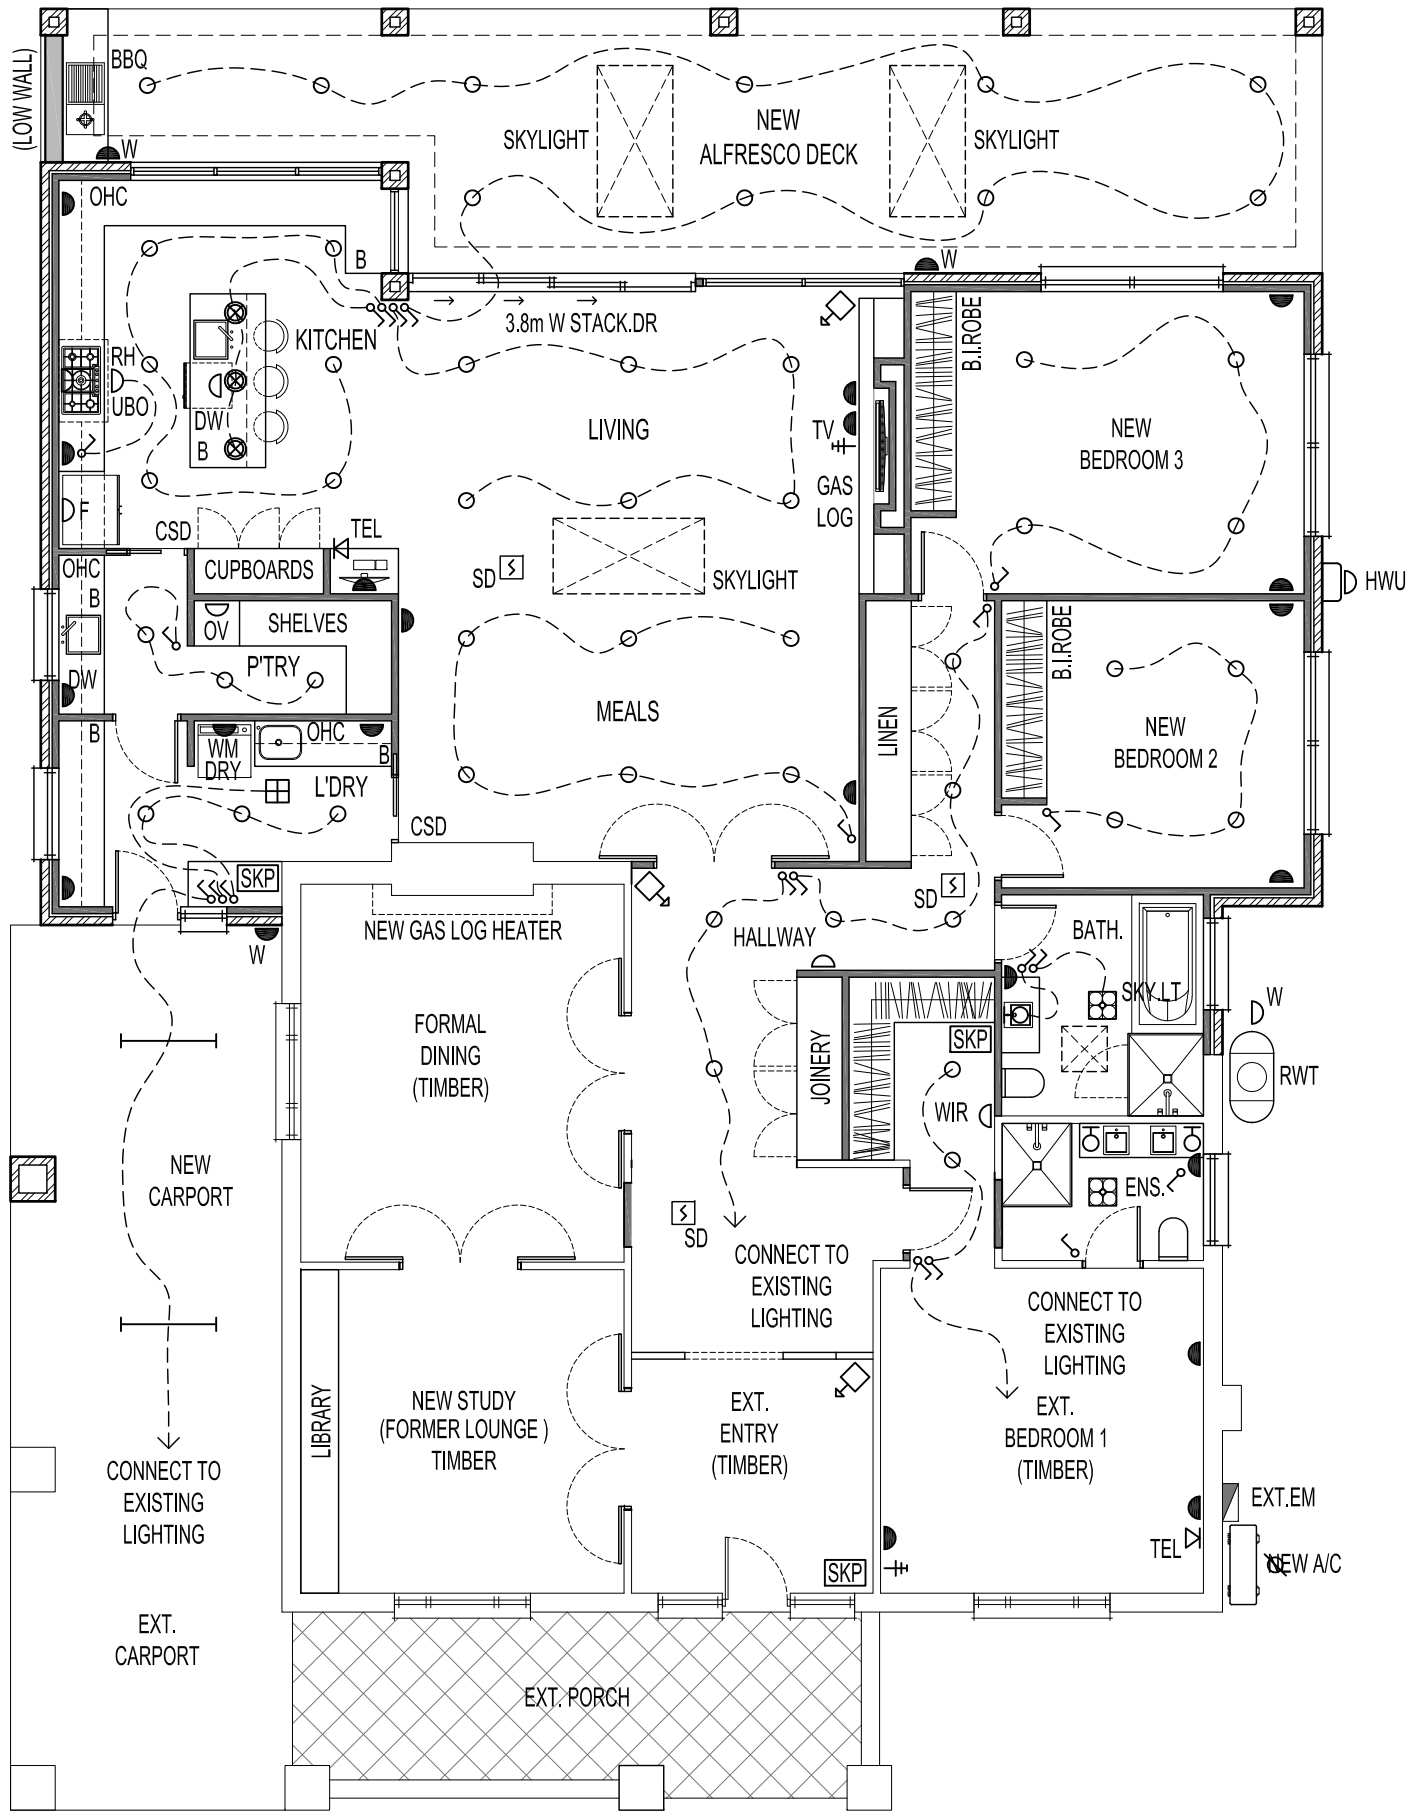 (LOW WALL)
BBQ
W
SKYLIGHT
NEW
ALFRESCO DECK
SKYLIGHT
OHC
B
W
KITCHEN
3.8m W STACK.DR
B.I.ROBE
RH
UBO
DW
B
LIVING
TV
GAS
LOG
NEW
BEDROOM 3
F
CSD
TEL
OHC
B
CUPBOARDS
SD
SKYLIGHT
HWU
OV
SHELVES
P'TRY
DW
B
MEALS
LINEN
B.I.ROBE
NEW
BEDROOM 2
WM
DRY
OHC
B
L'DRY
CSD
SKP
SD
NEW GAS LOG HEATER
HALLWAY
BATH.
W
SKY.LT
W
FORMAL
DINING
(TIMBER)
JOINERY
SKP
WIR
RWT
NEW
CARPORT
ENS.
SD
CONNECT TO
EXISTING
LIGHTING
CONNECT TO
EXISTING
LIGHTING
LIBRARY
NEW STUDY
(FORMER LOUNGE )
TIMBER
EXT.
ENTRY
(TIMBER)
EXT.
BEDROOM 1
(TIMBER)
CONNECT TO
EXISTING
LIGHTING
EXT.EM
TEL
NEW A/C
SKP
EXT.
CARPORT
EXT. PORCH